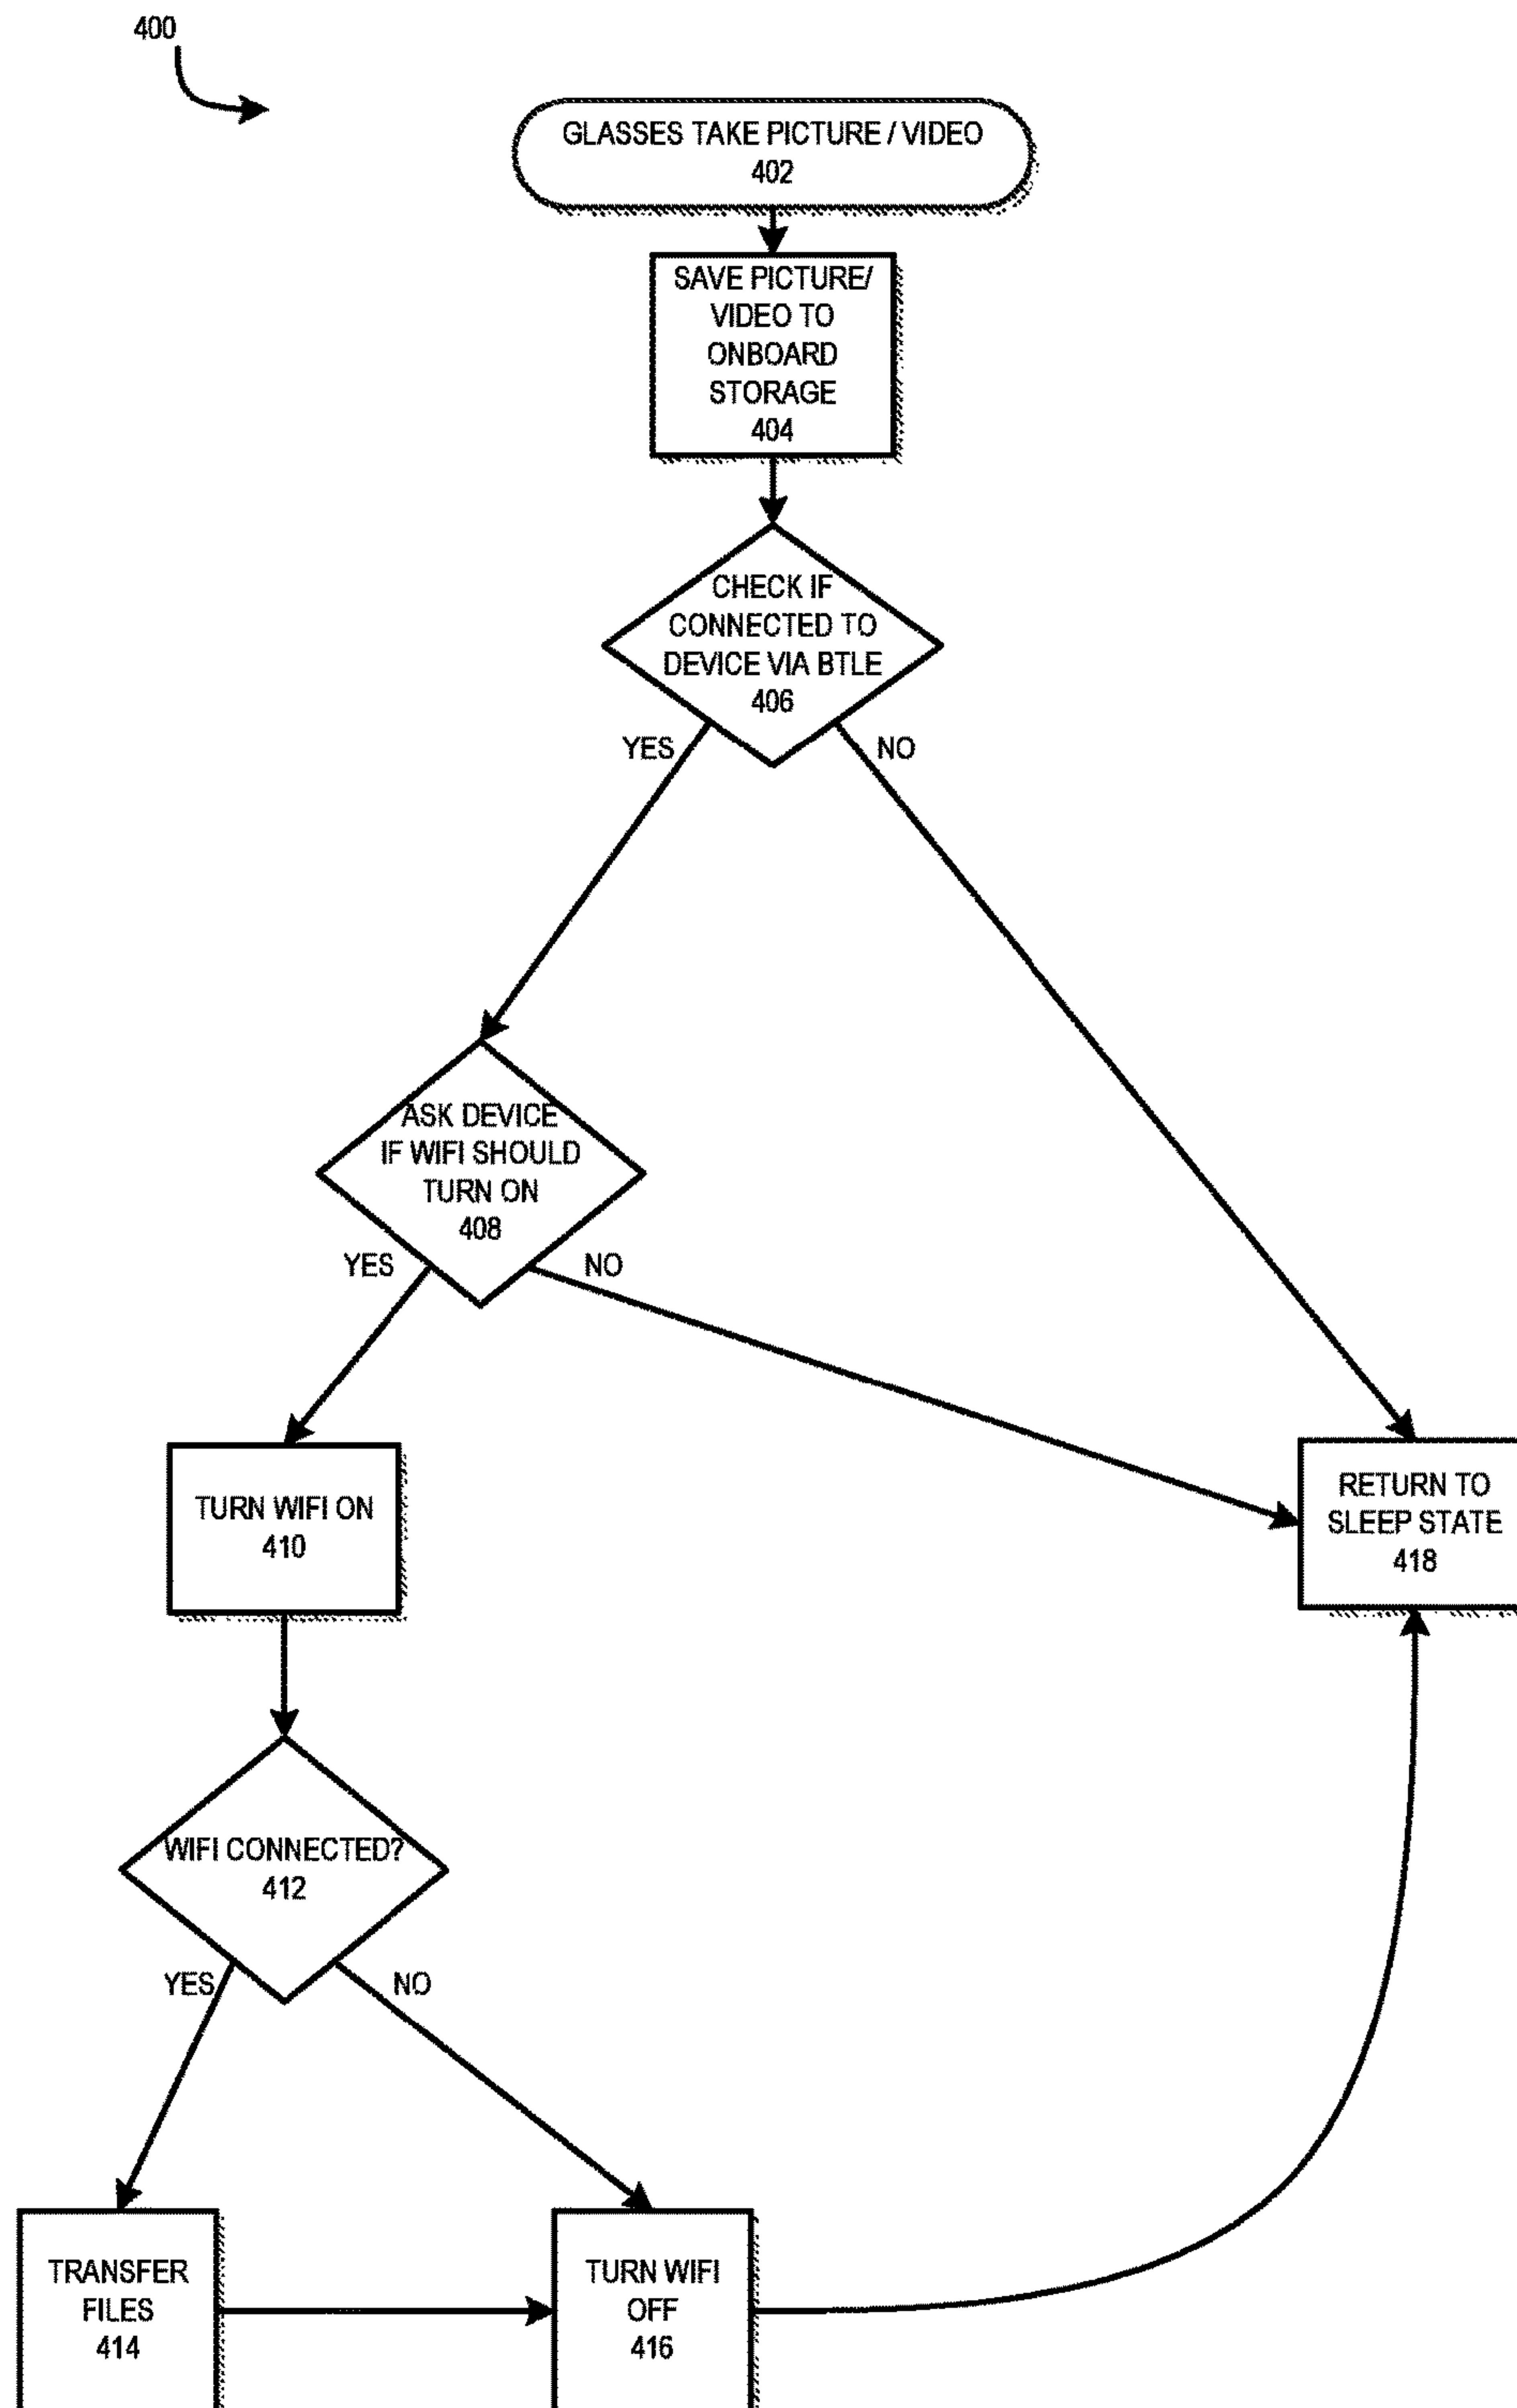 400
GLASSES TAKE PICTURE / VIDEO
402
SAVE PICTURE/
VIDEO TO
ONBOARD
STORAGE
404
CHECK IF
CONNECTED TO
DEVICE VIA BTLE
406
YES
NO
ASK DEVICE
IF WIFI SHOULD
TURN ON
408
YES
NO
TURN WIFI ON
410
RETURN TO
SLEEP STATE
418
WIFI CONNECTED?
412
YES
NO
TRANSFER
FILES
414
TURN WIFI
OFF
416